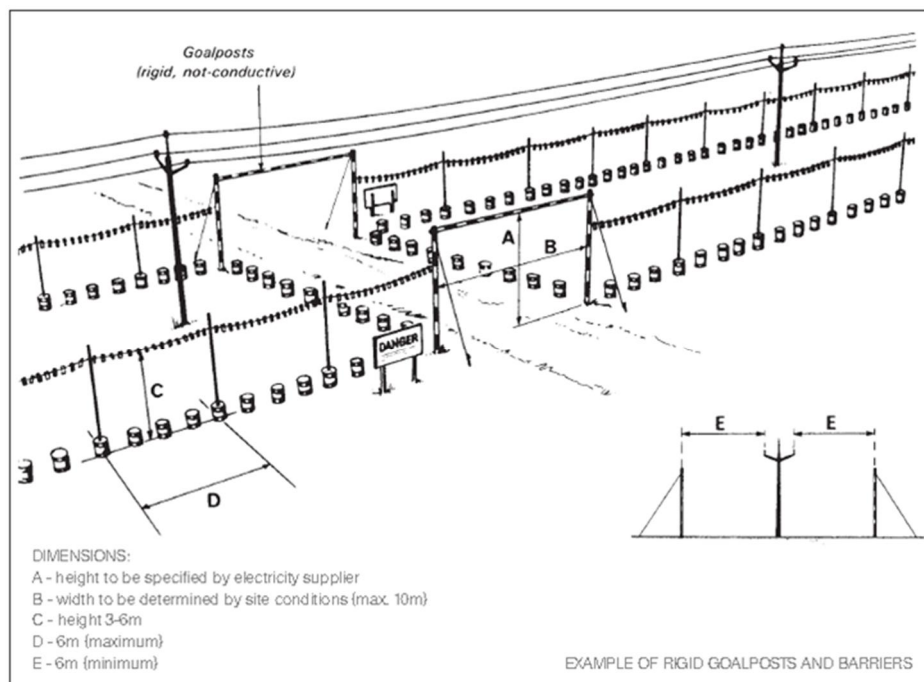 Goalposts
(rigid, not-conductive)
A
B
DANGER
C
D
E E
DIMENSIONS:
A - height to be specified by electricity supplier
B - width to be determined by site conditions (max. 10m)
C - height 3-6m
D - 6m (maximum)
E - 6m (minimum)
EXAMPLE OF RIGID GOALPOSTS AND BARRIERS